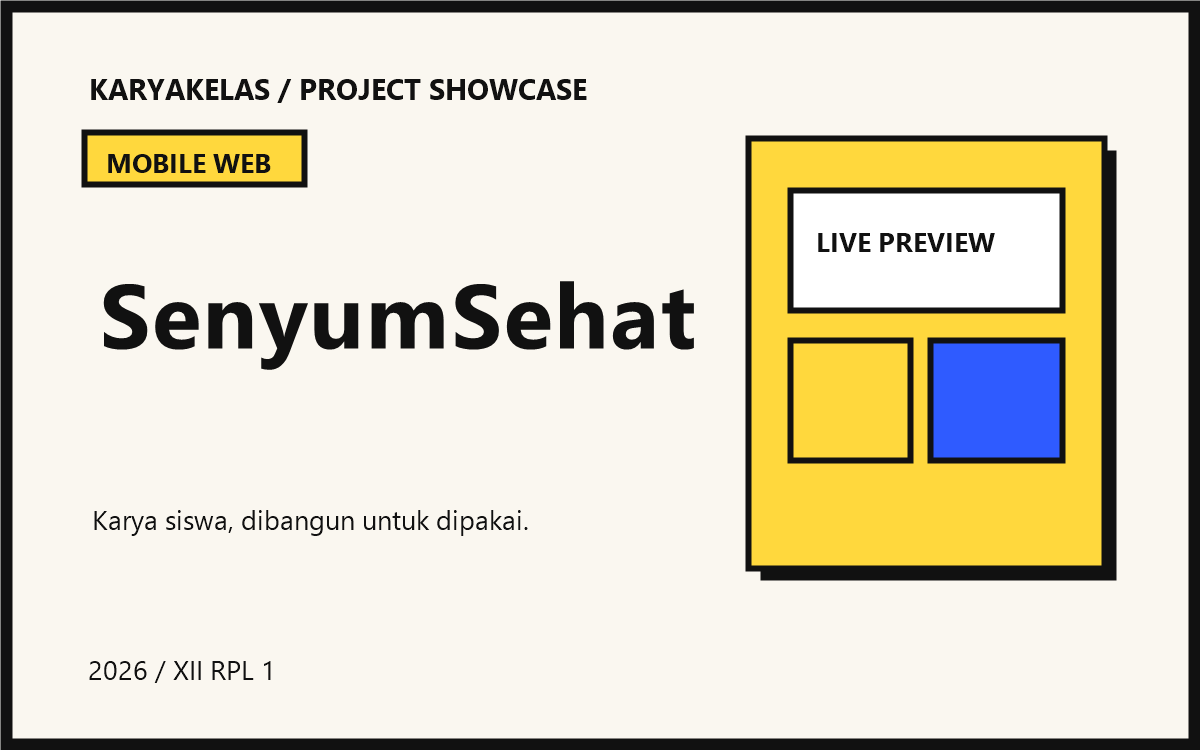 KARYAKELAS / PROJECT SHOWCASE
MOBILE WEB
SenyumSehat
LIVE PREVIEW
Karya siswa, dibangun untuk dipakai.
2026 / XII RPL 1